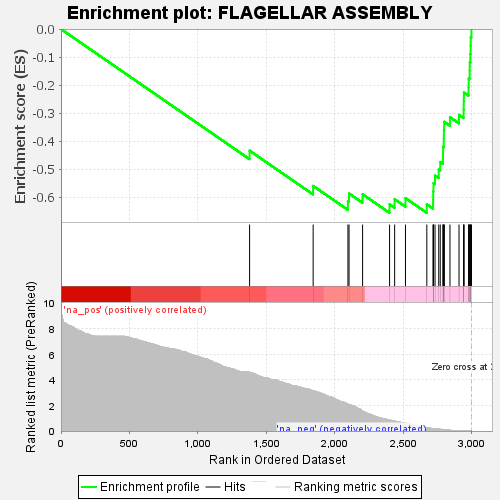 Enrichment plot: FLAGELLAR ASSEMBLY
Enrichment score (ES)
0.0
-0.1
-0.2
-0.3
-0.4
-0.5
-0.6
'na_pos' (positively correlated)
Ranked list metric (PreRanked)
10
8
6
4
2
0
Zero cross at
'na_neg' (negatively correlated)
0
500
1,000
1,500
2,000
2,500
3,000
Rank in Ordered Dataset
Enrichment profile
Hits
Ranking metric scores